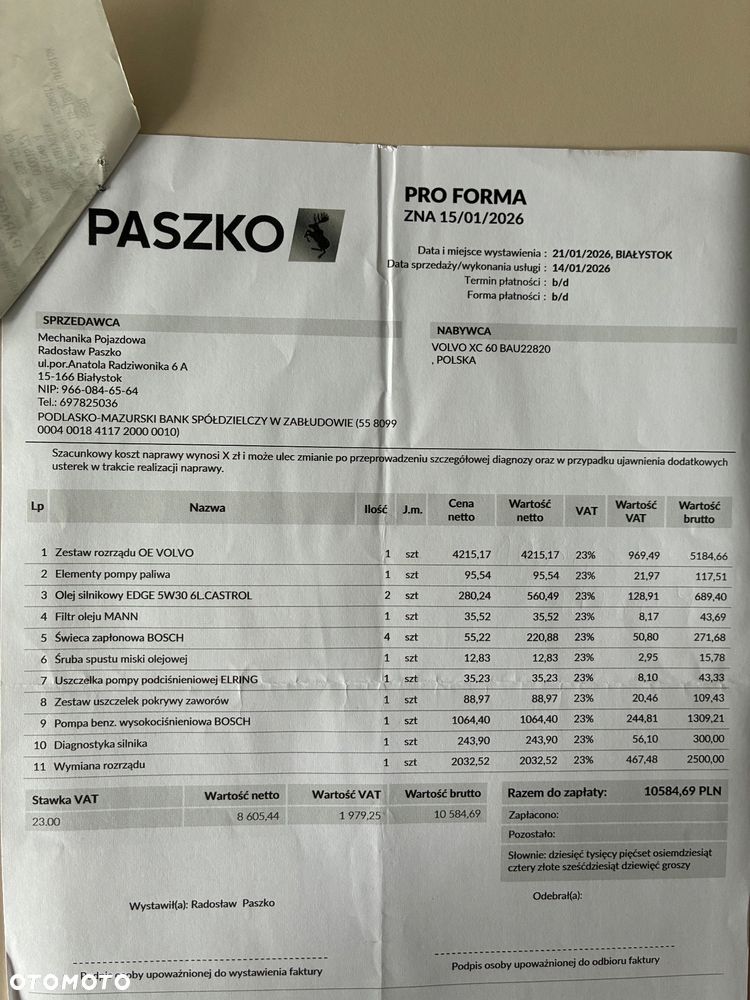 PASZKO
PRO FORMA
ZNA 15/01/2026
Data i miejsce wystawienia : 21/01/2026, BIAŁYSTOK
Data sprzedaży/wykonania usługi : 14/01/2026
Termin płatności : b/d
Forma płatności : b/d
SPRZEDAWCA
Mechanika Pojazdowa
Radosław Paszko
ul.por.Anatola Radziwonika 6 A
15-166 Białystok
NIP: 966-084-65-64
Tel.: 697825036
PODLASKO-MAZURSKI BANK SPÓŁDZIELCZY W ZABŁUDOWIE (55 8099
0004 0018 4117 2000 0010)
NABYWCA
VOLVO XC 60 BAU22820
, POLSKA
Szacunkowy koszt naprawy wynosi X zł i może ulec zmianie po przeprowadzeniu szczegółowej diagnozy oraz w przypadku ujawnienia dodatkowych
usterek w trakcie realizacji naprawy.
Lp Nazwa Ilość J.m. Cena netto Wartość netto VAT Wartość VAT Wartość brutto
1 Zestaw rozrządu OE VOLVO 1 szt 4215,17 4215,17 23% 969,49 5184,66
2 Elementy pompy paliwa 1 szt 95,54 95,54 23% 21,97 117,51
3 Olej silnikowy EDGE 5W30 6L.CASTROL 2 szt 280,24 560,49 23% 128,91 689,40
4 Filtr oleju MANN 1 szt 35,52 35,52 23% 8,17 43,69
5 Świeca zapłonowa BOSCH 4 szt 55,22 220,88 23% 50,80 271,68
6 Śruba spustu miski olejowej 1 szt 12,83 12,83 23% 2,95 15,78
7 Uszczelka pompy podciśnieniowej ELRING 1 szt 35,23 35,23 23% 8,10 43,33
8 Zestaw uszczelek pokrywy zaworów 1 szt 88,97 88,97 23% 20,46 109,43
9 Pompa benz. wysokociśnieniowa BOSCH 1 szt 1064,40 1064,40 23% 244,81 1309,21
10 Diagnostyka silnika 1 szt 243,90 243,90 23% 56,10 300,00
11 Wymiana rozrządu 1 szt 2032,52 2032,52 23% 467,48 2500,00
Stawka VAT Wartość netto Wartość VAT Wartość brutto
23.00 8 605,44 1 979,25 10 584,69
Razem do zapłaty: 10584,69 PLN
Zapłacono:
Pozostało:
Słownie: dziesięć tysięcy pięćset osiemdziesiąt
cztery złote sześćdziesiąt dziewięć groszy
Wystawił(a): Radosław Paszko
Odebrał(a):
Podpis osoby upoważnionej do wystawienia faktury
Podpis osoby upoważnionej do odbioru faktury
OTOMOTO